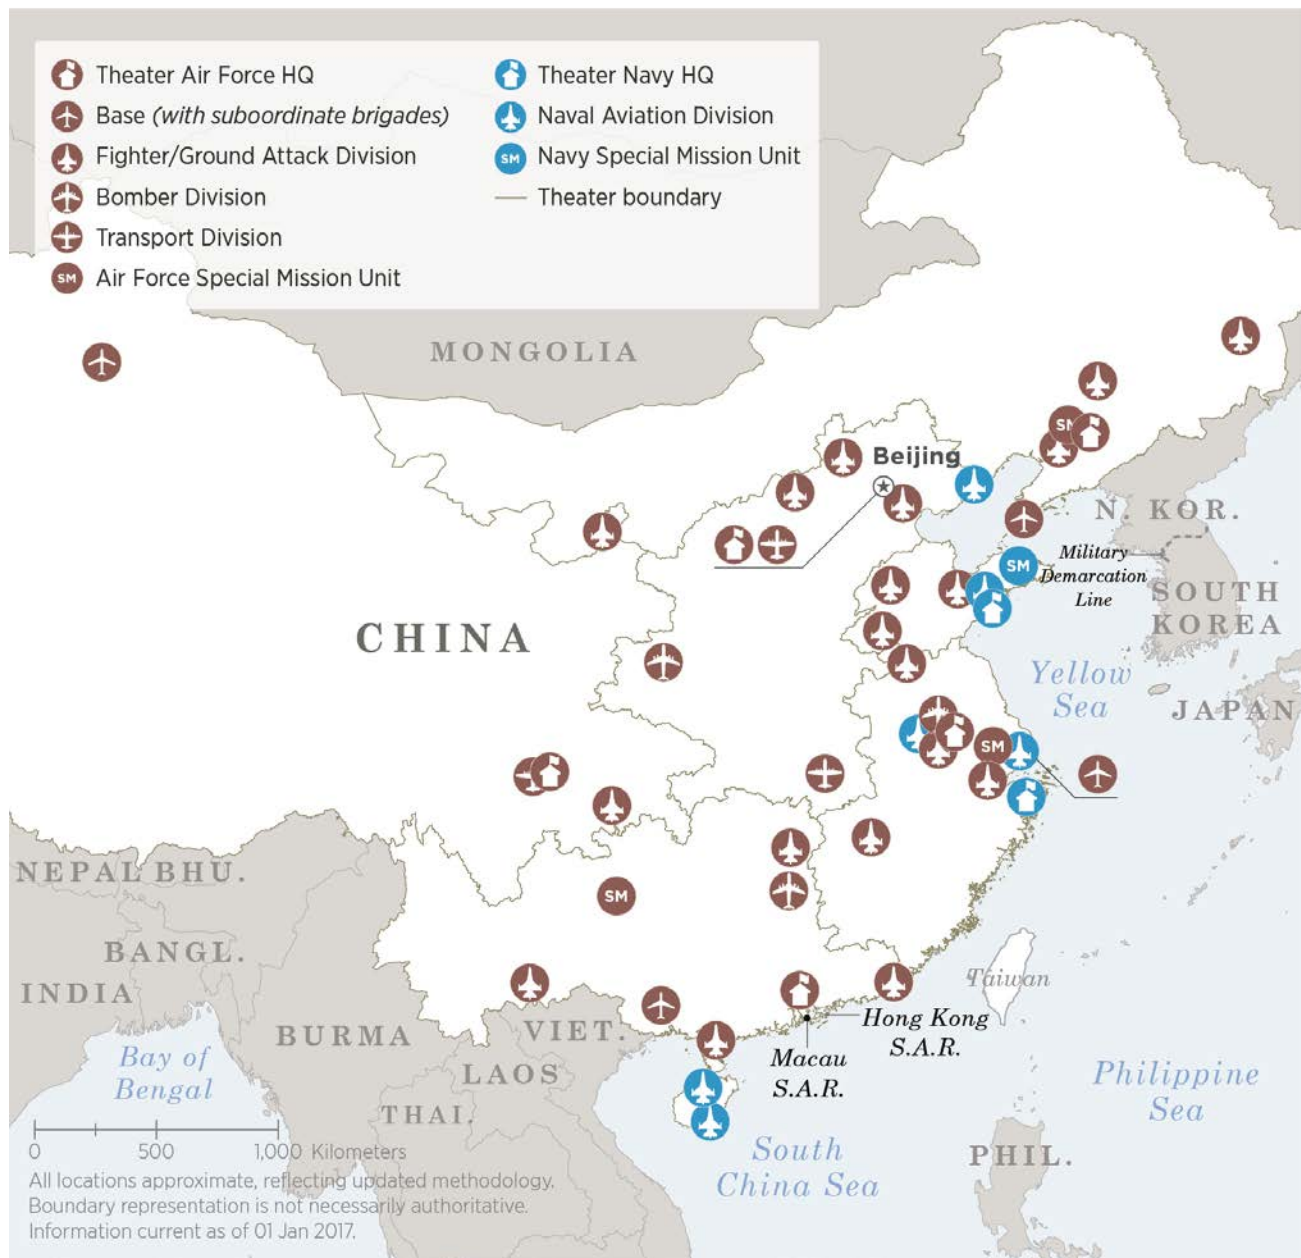 Theater Air Force HQ
Base (with suboordinate brigades)
Fighter/Ground Attack Division
Bomber Division
Transport Division
SM Air Force Special Mission Unit
Theater Navy HQ
Naval Aviation Division
SM Navy Special Mission Unit
Theater boundary
MONGOLIA
Beijing
SM
N. KOR.
Military
Demarcation
Line
SM
SOUTH
KOREA
CHINA
Yellow
Sea
JAPAN
SM
NEPAL
BHU.
SM
BANGL.
INDIA
BURMA
VIET.
LAOS
THAI.
Taiwan
Hong Kong
S.A.R.
Macau
S.A.R.
Bay of
Bengal
Philippine
Sea
South
China Sea
PHIL.
0 500 1,000 Kilometers
All locations approximate, reflecting updated methodology.
Boundary representation is not necessarily authoritative.
Information current as of 01 Jan 2017.